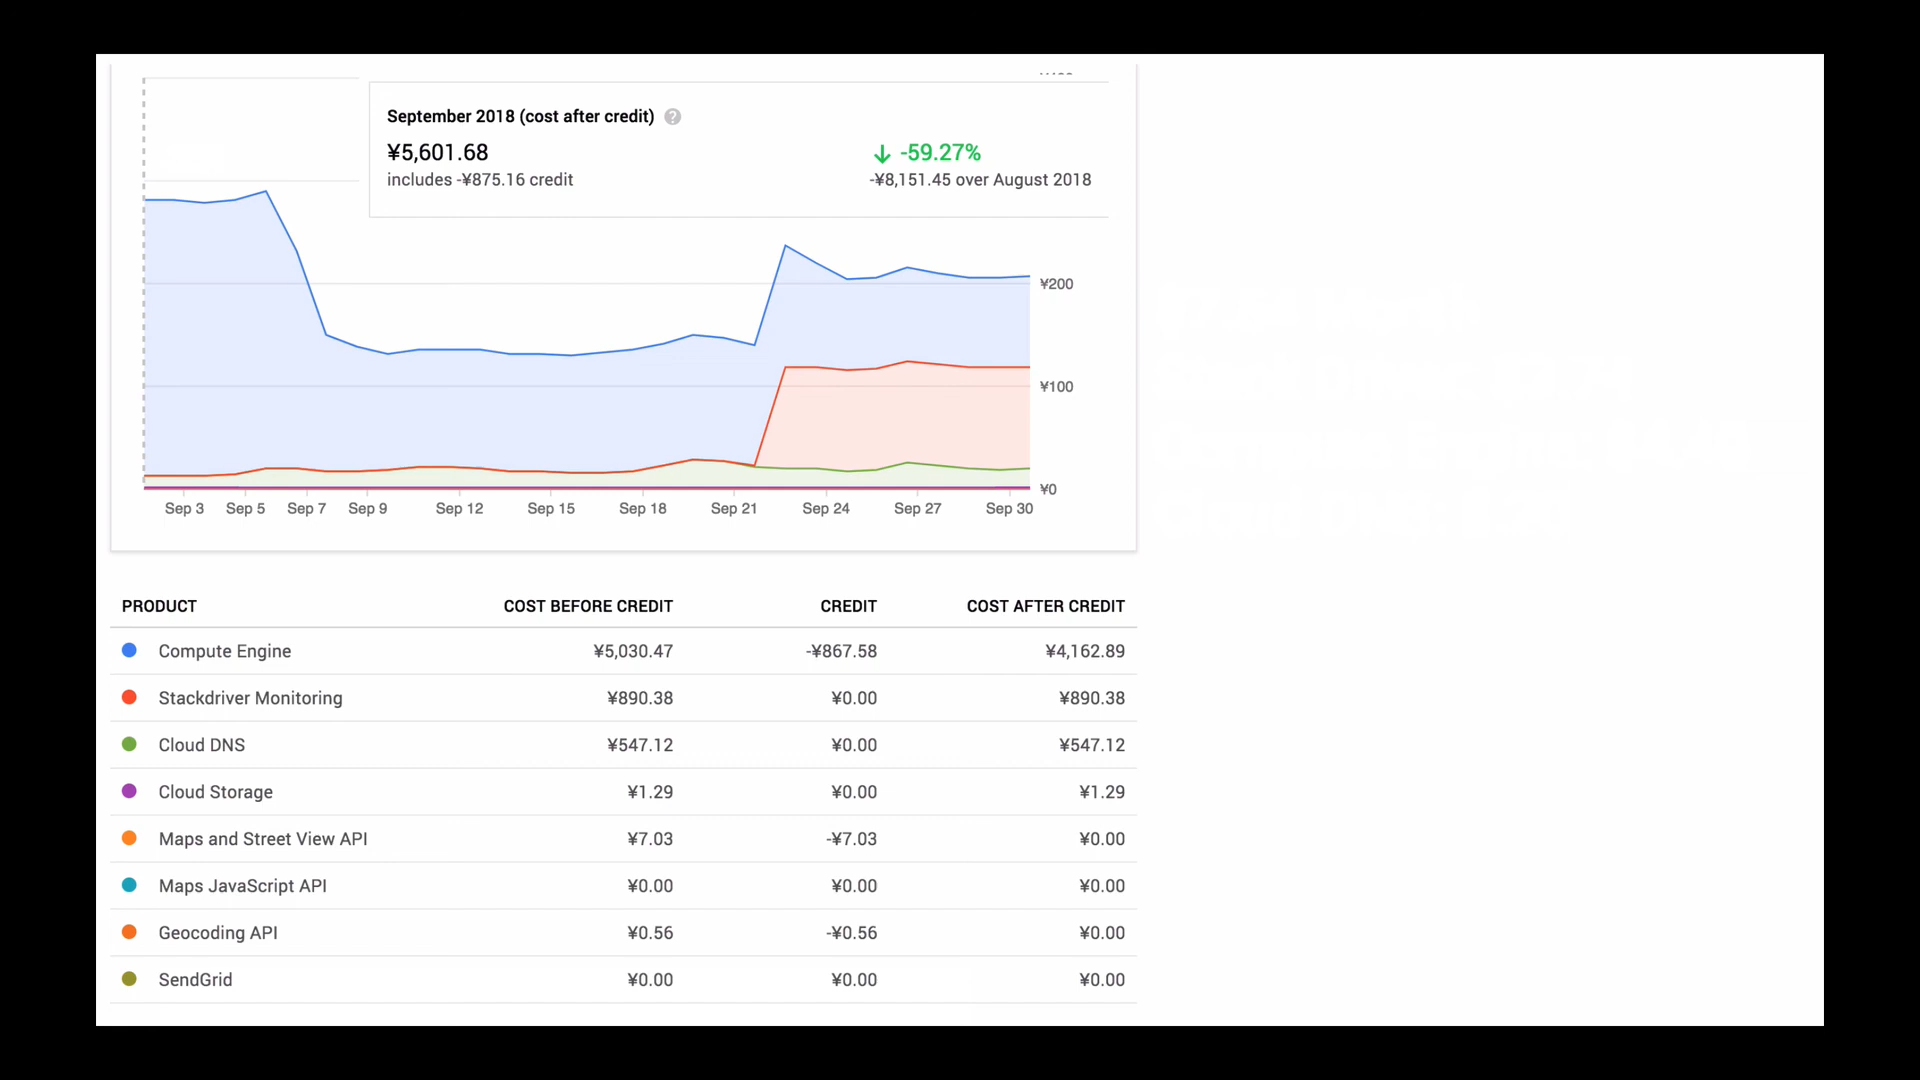 September 2018 (cost after credit) ?
¥5,601.68 -59.27%
includes -¥875.16 credit -¥8,151.45 over August 2018
¥200
¥100
¥0
Sep 3 Sep 5 Sep 7 Sep 9 Sep 12 Sep 15 Sep 18 Sep 21 Sep 24 Sep 27 Sep 30
PRODUCT COST BEFORE CREDIT CREDIT COST AFTER CREDIT
Compute Engine ¥5,030.47 -¥867.58 ¥4,162.89
Stackdriver Monitoring ¥890.38 ¥0.00 ¥890.38
Cloud DNS ¥547.12 ¥0.00 ¥547.12
Cloud Storage ¥1.29 ¥0.00 ¥1.29
Maps and Street View API ¥7.03 -¥7.03 ¥0.00
Maps JavaScript API ¥0.00 ¥0.00 ¥0.00
Geocoding API ¥0.56 -¥0.56 ¥0.00
SendGrid ¥0.00 ¥0.00 ¥0.00